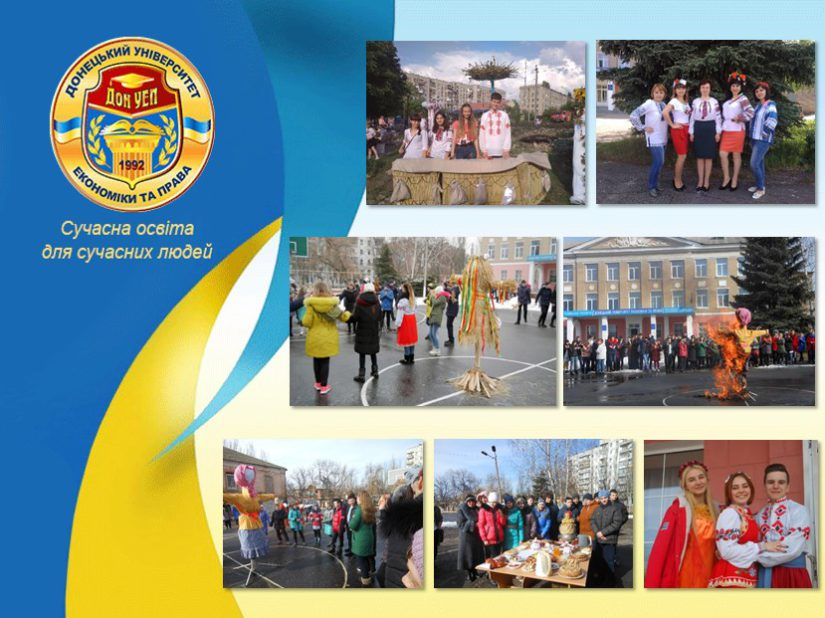 ДОНЕЦЬКИЙ УНІВЕРСИТЕТ
Дон УЕП
1992
ЕКОНОМІКИ ТА ПРАВА
Сучасна освіта
для сучасних людей